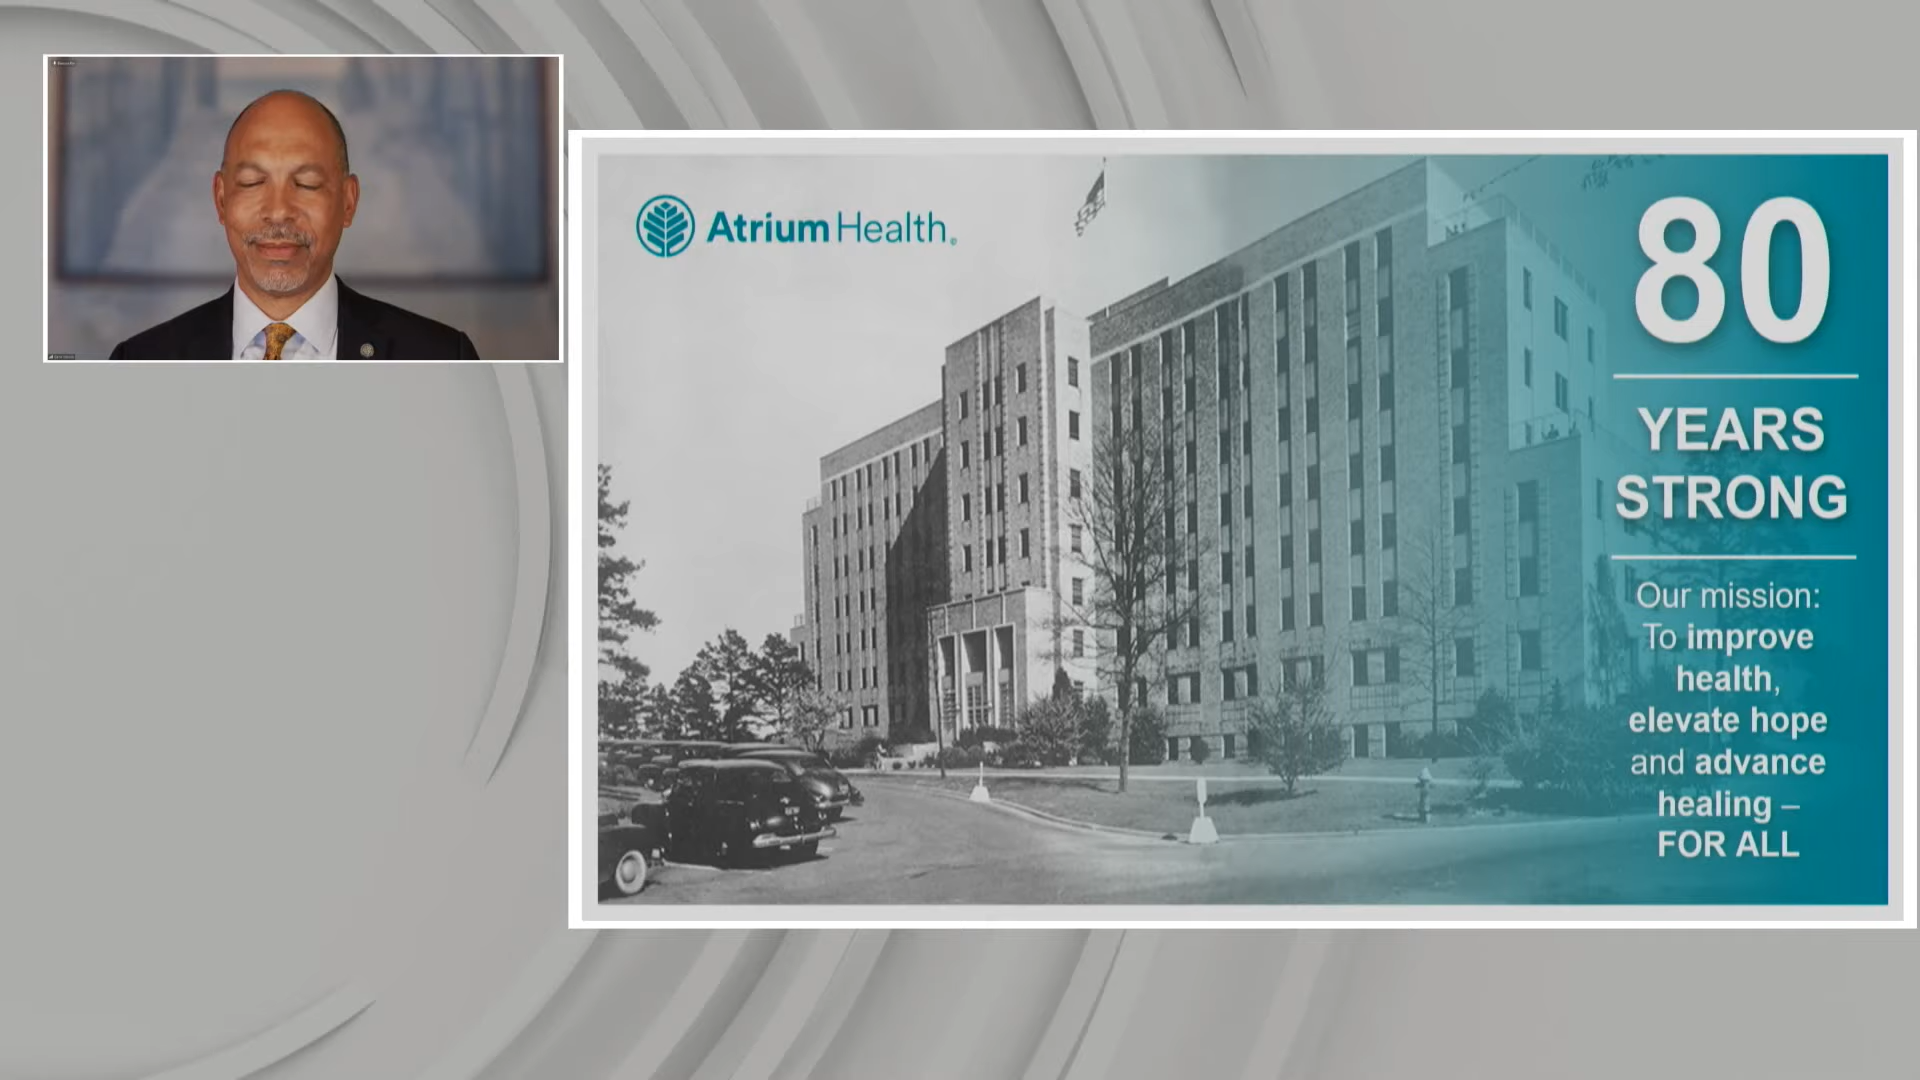 Atrium Health
80
YEARS
STRONG
Our mission:
To improve
health,
elevate hope
and advance
healing –
FOR ALL